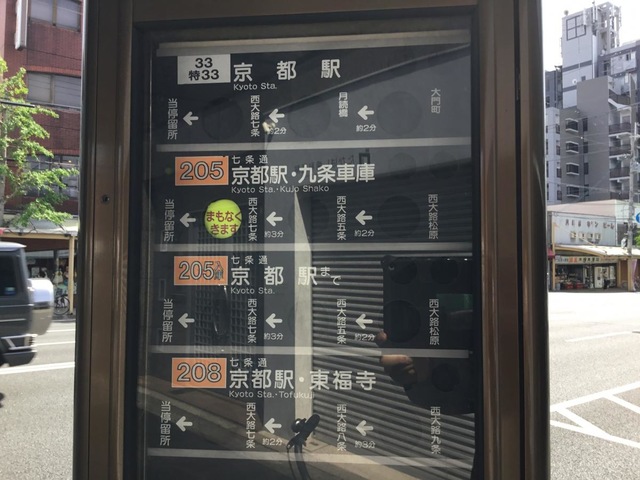 33
特33
京都駅
Kyoto Sta.
大門町
約2分
月読橋
約2分
西大路七条
当停留所
205
七条通
京都駅・九条車庫
Kyoto Sta.・Kujo Shako
西大路松原
約2分
西大路五条
約3分
西大路七条
まもなく
きます
当停留所
205
七条通
京都駅まで
Kyoto Sta.
西大路松原
約2分
西大路五条
約3分
西大路七条
当停留所
208
七条通
京都駅・東福寺
Kyoto Sta.・Tofukuji
西大路九条
約3分
西大路八条
約2分
西大路七条
当停留所